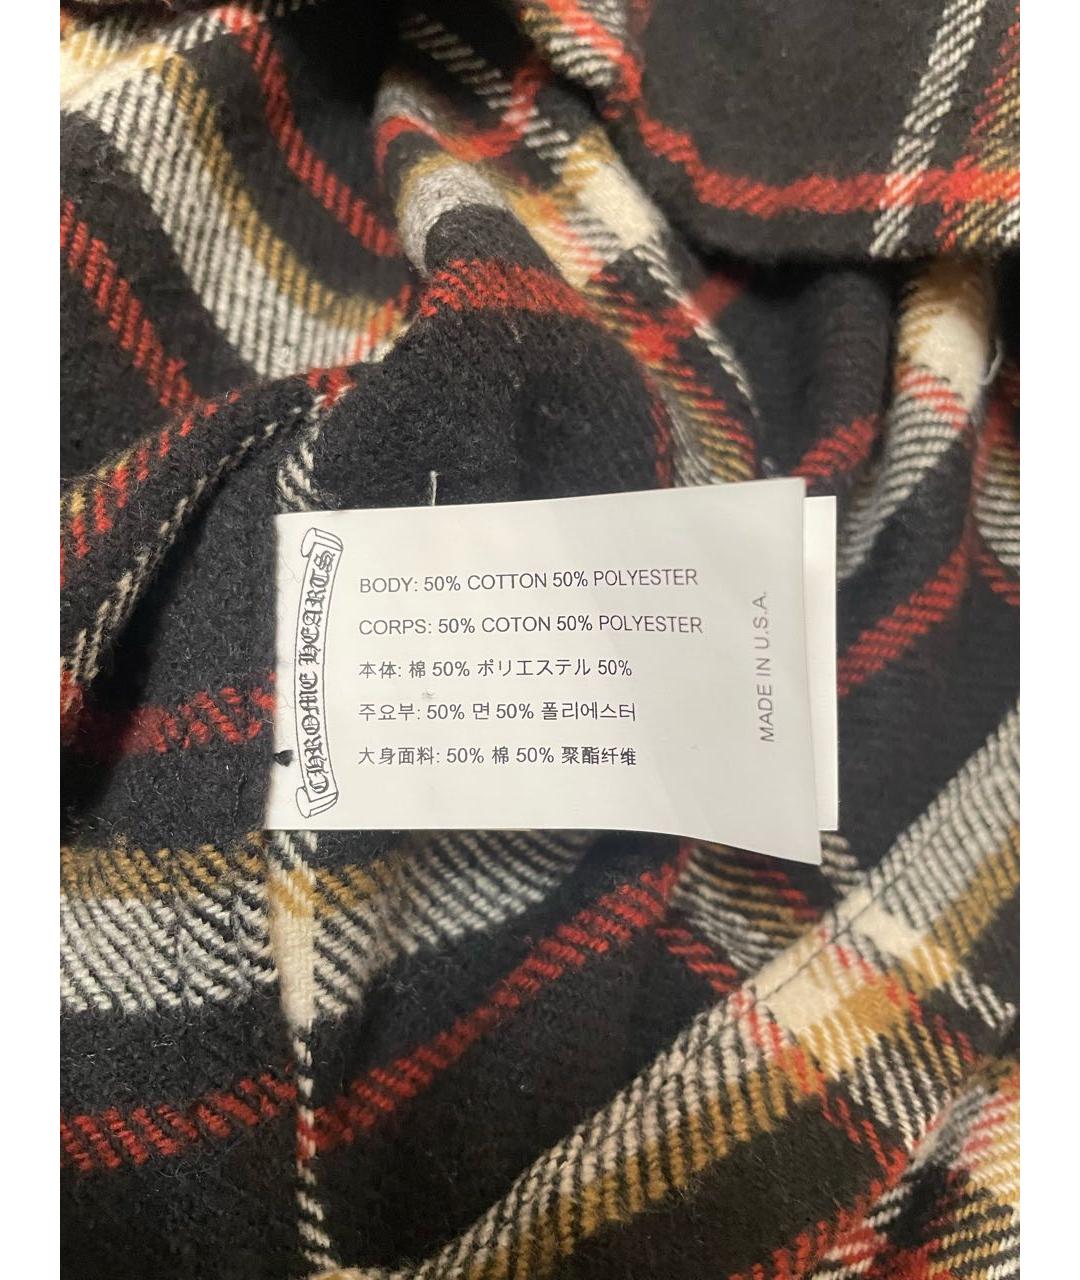 CHROME HEARTS
BODY: 50% COTTON 50% POLYESTER
CORPS: 50% COTON 50% POLYESTER
本体: 棉 50% ポリエステル 50%
주요부: 50% 면 50% 폴리에스터
大身面料: 50% 棉 50% 聚酯纤维
MADE IN U.S.A.